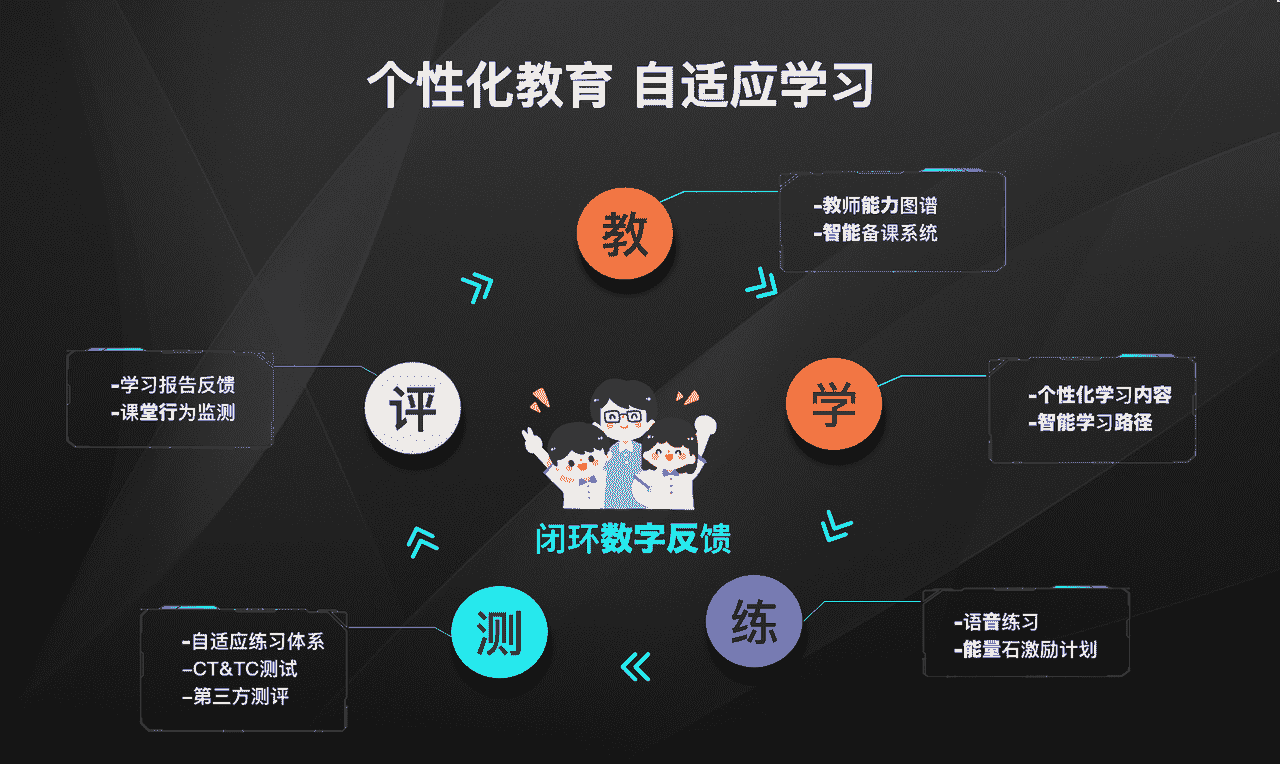 个性化教育 自适应学习
教
-教师能力图谱
-智能备课系统
学
-个性化学习内容
-智能学习路径
练
-语音练习
-能量石激励计划
测
-自适应练习体系
-CT&TC测试
-第三方测评
评
-学习报告反馈
-课堂行为监测
闭环数字反馈